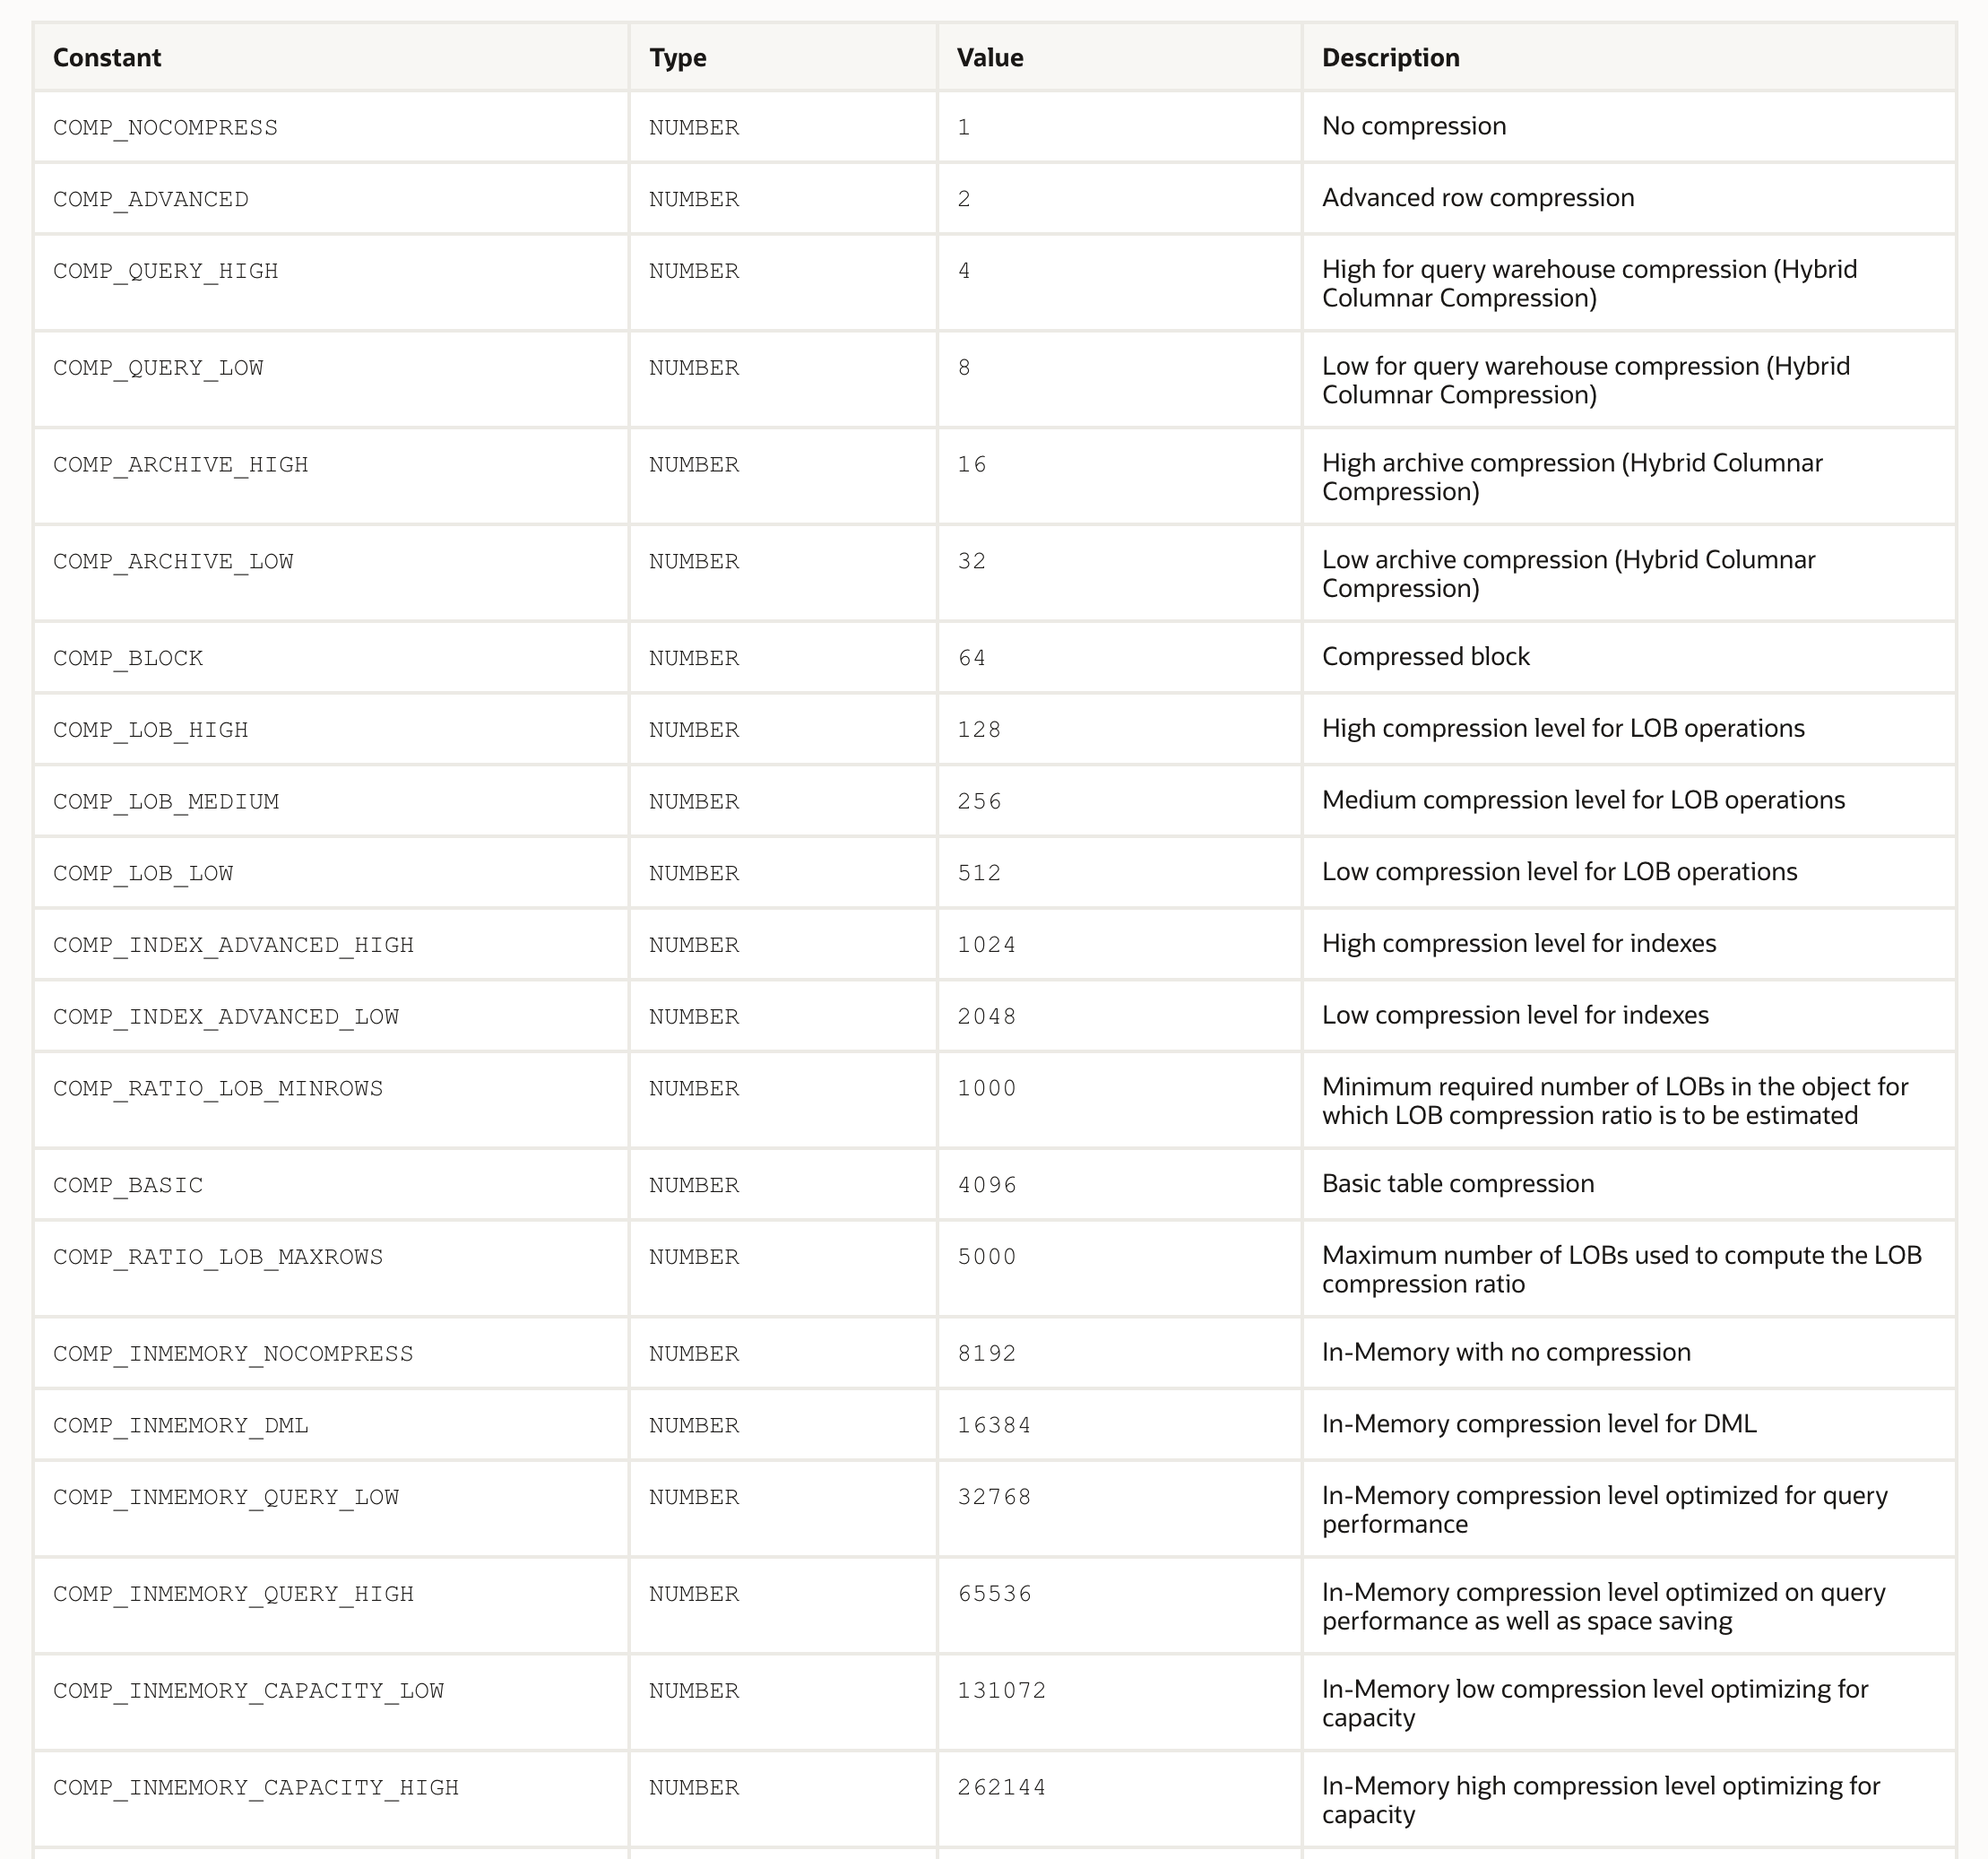 Constant Type Value Description
COMP_NOCOMPRESS NUMBER 1 No compression
COMP_ADVANCED NUMBER 2 Advanced row compression
COMP_QUERY_HIGH NUMBER 4 High for query warehouse compression (Hybrid
Columnar Compression)
COMP_QUERY_LOW NUMBER 8 Low for query warehouse compression (Hybrid
Columnar Compression)
COMP_ARCHIVE_HIGH NUMBER 16 High archive compression (Hybrid Columnar
Compression)
COMP_ARCHIVE_LOW NUMBER 32 Low archive compression (Hybrid Columnar
Compression)
COMP_BLOCK NUMBER 64 Compressed block
COMP_LOB_HIGH NUMBER 128 High compression level for LOB operations
COMP_LOB_MEDIUM NUMBER 256 Medium compression level for LOB operations
COMP_LOB_LOW NUMBER 512 Low compression level for LOB operations
COMP_INDEX_ADVANCED_HIGH NUMBER 1024 High compression level for indexes
COMP_INDEX_ADVANCED_LOW NUMBER 2048 Low compression level for indexes
COMP_RATIO_LOB_MINROWS NUMBER 1000 Minimum required number of LOBs in the object for
which LOB compression ratio is to be estimated
COMP_BASIC NUMBER 4096 Basic table compression
COMP_RATIO_LOB_MAXROWS NUMBER 5000 Maximum number of LOBs used to compute the LOB
compression ratio
COMP_INMEMORY_NOCOMPRESS NUMBER 8192 In-Memory with no compression
COMP_INMEMORY_DML NUMBER 16384 In-Memory compression level for DML
COMP_INMEMORY_QUERY_LOW NUMBER 32768 In-Memory compression level optimized for query
performance
COMP_INMEMORY_QUERY_HIGH NUMBER 65536 In-Memory compression level optimized on query
performance as well as space saving
COMP_INMEMORY_CAPACITY_LOW NUMBER 131072 In-Memory low compression level optimizing for
capacity
COMP_INMEMORY_CAPACITY_HIGH NUMBER 262144 In-Memory high compression level optimizing for
capacity